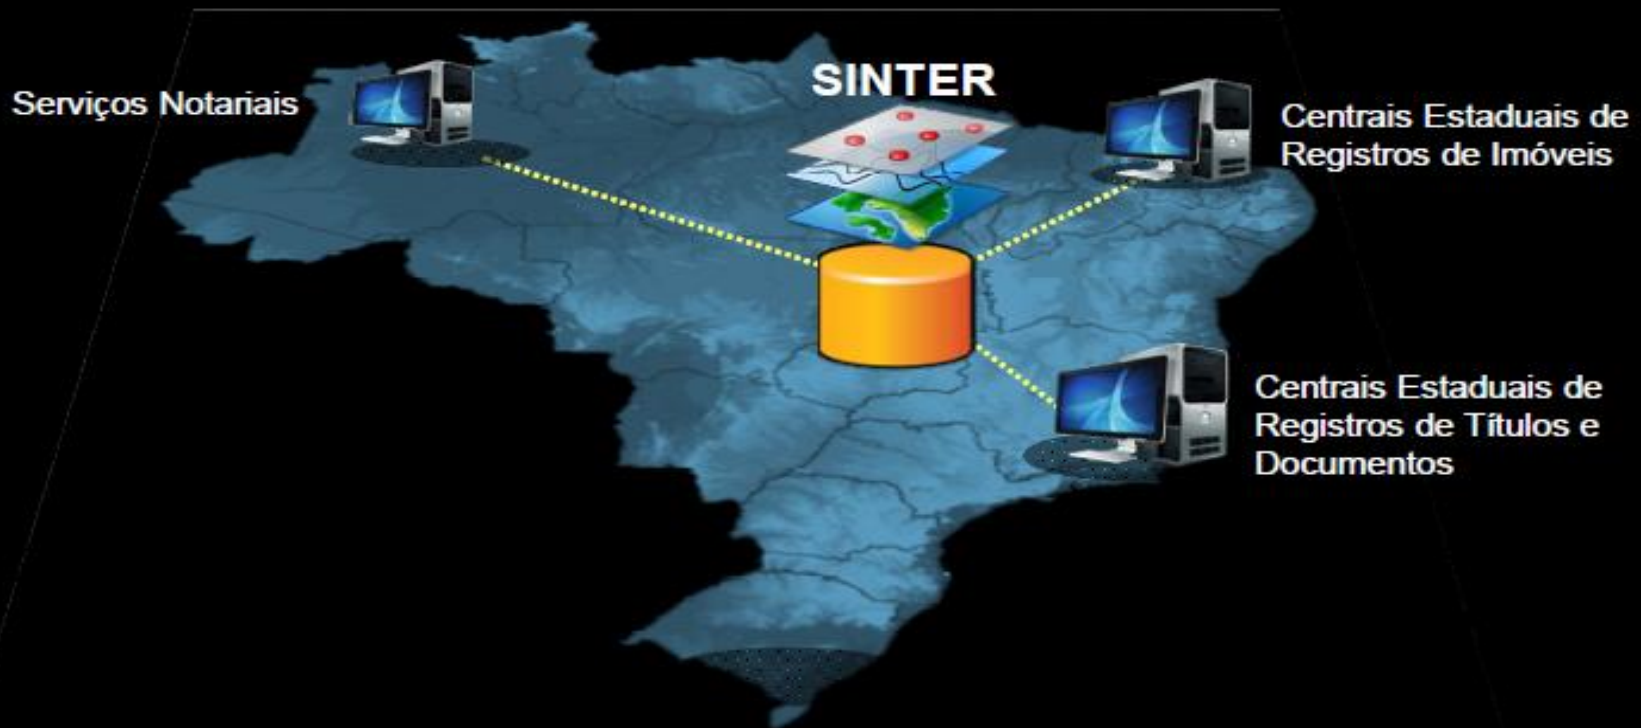 SINTER
Serviços Notariais
Centrais Estaduais de
Registros de Imóveis
Centrais Estaduais de
Registros de Títulos e
Documentos